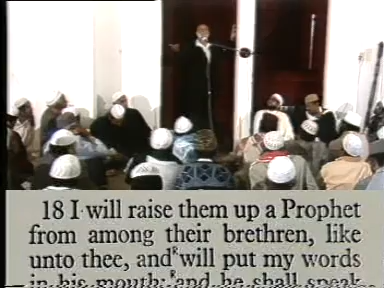 18 I will raise them up a Prophet
from among their brethren, like
unto thee, and will put my words
in his mouth; and he shall speak